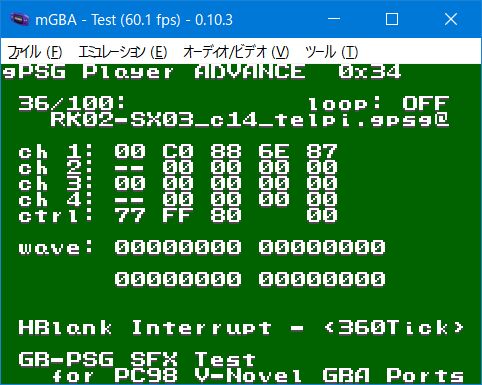 mGBA - Test (60.1 fps) - 0.10.3
ファイル (F) エミュレーション (E) オーディオ/ビデオ (V) ツール (T)
gPSG Player ADVANCE 0x34
36/100: loop: OFF
RK02-SX03_c14_telpi.gpsg@
ch 1: 00 C0 88 6E 87
ch 2: -- 00 00 00 00
ch 3: 00 00 00 00 00
ch 4: -- 00 00 00 00
ctrl: 77 FF 80 00
wave: 00000000 00000000
00000000 00000000
HBlank Interrupt - <360Tick>
GB-PSG SFX Test
for PC98 V-Novel GBA Ports